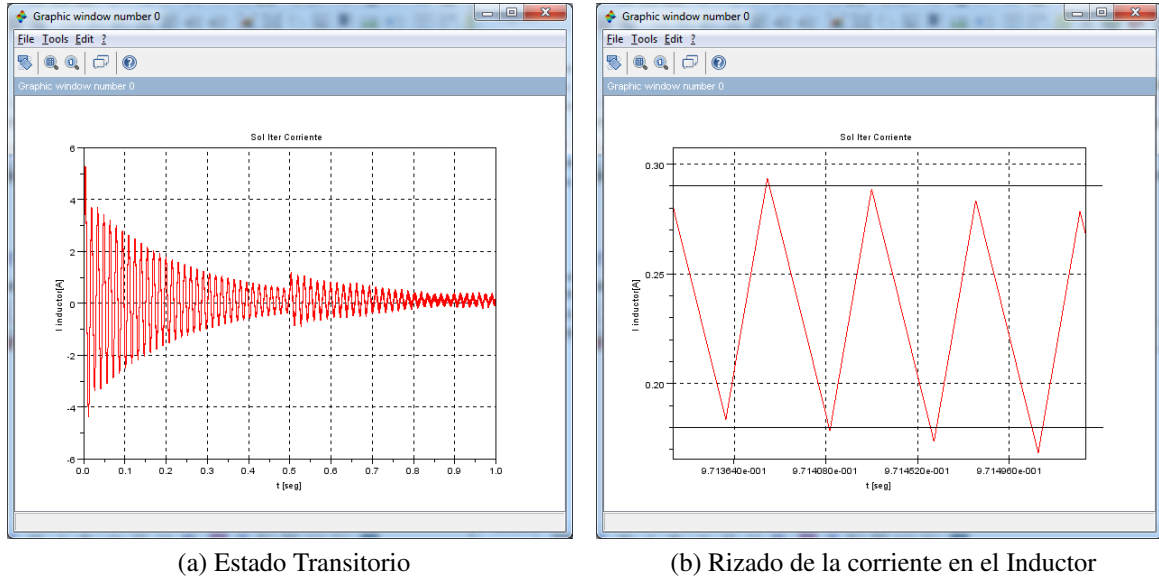 Graphic window number 0
File Tools Edit ?
Graphic window number 0
Sol Iter Corriente
6
4
2
0
-2
-4
-6
I inductor[A]
0.0 0.1 0.2 0.3 0.4 0.5 0.6 0.7 0.8 0.9 1.0
t [seg]
(a) Estado Transitorio
Graphic window number 0
File Tools Edit ?
Graphic window number 0
Sol Iter Corriente
0.30
0.25
0.20
I inductor[A]
9.713640e-001 9.714080e-001 9.714520e-001 9.714960e-001
t [seg]
(b) Rizado de la corriente en el Inductor